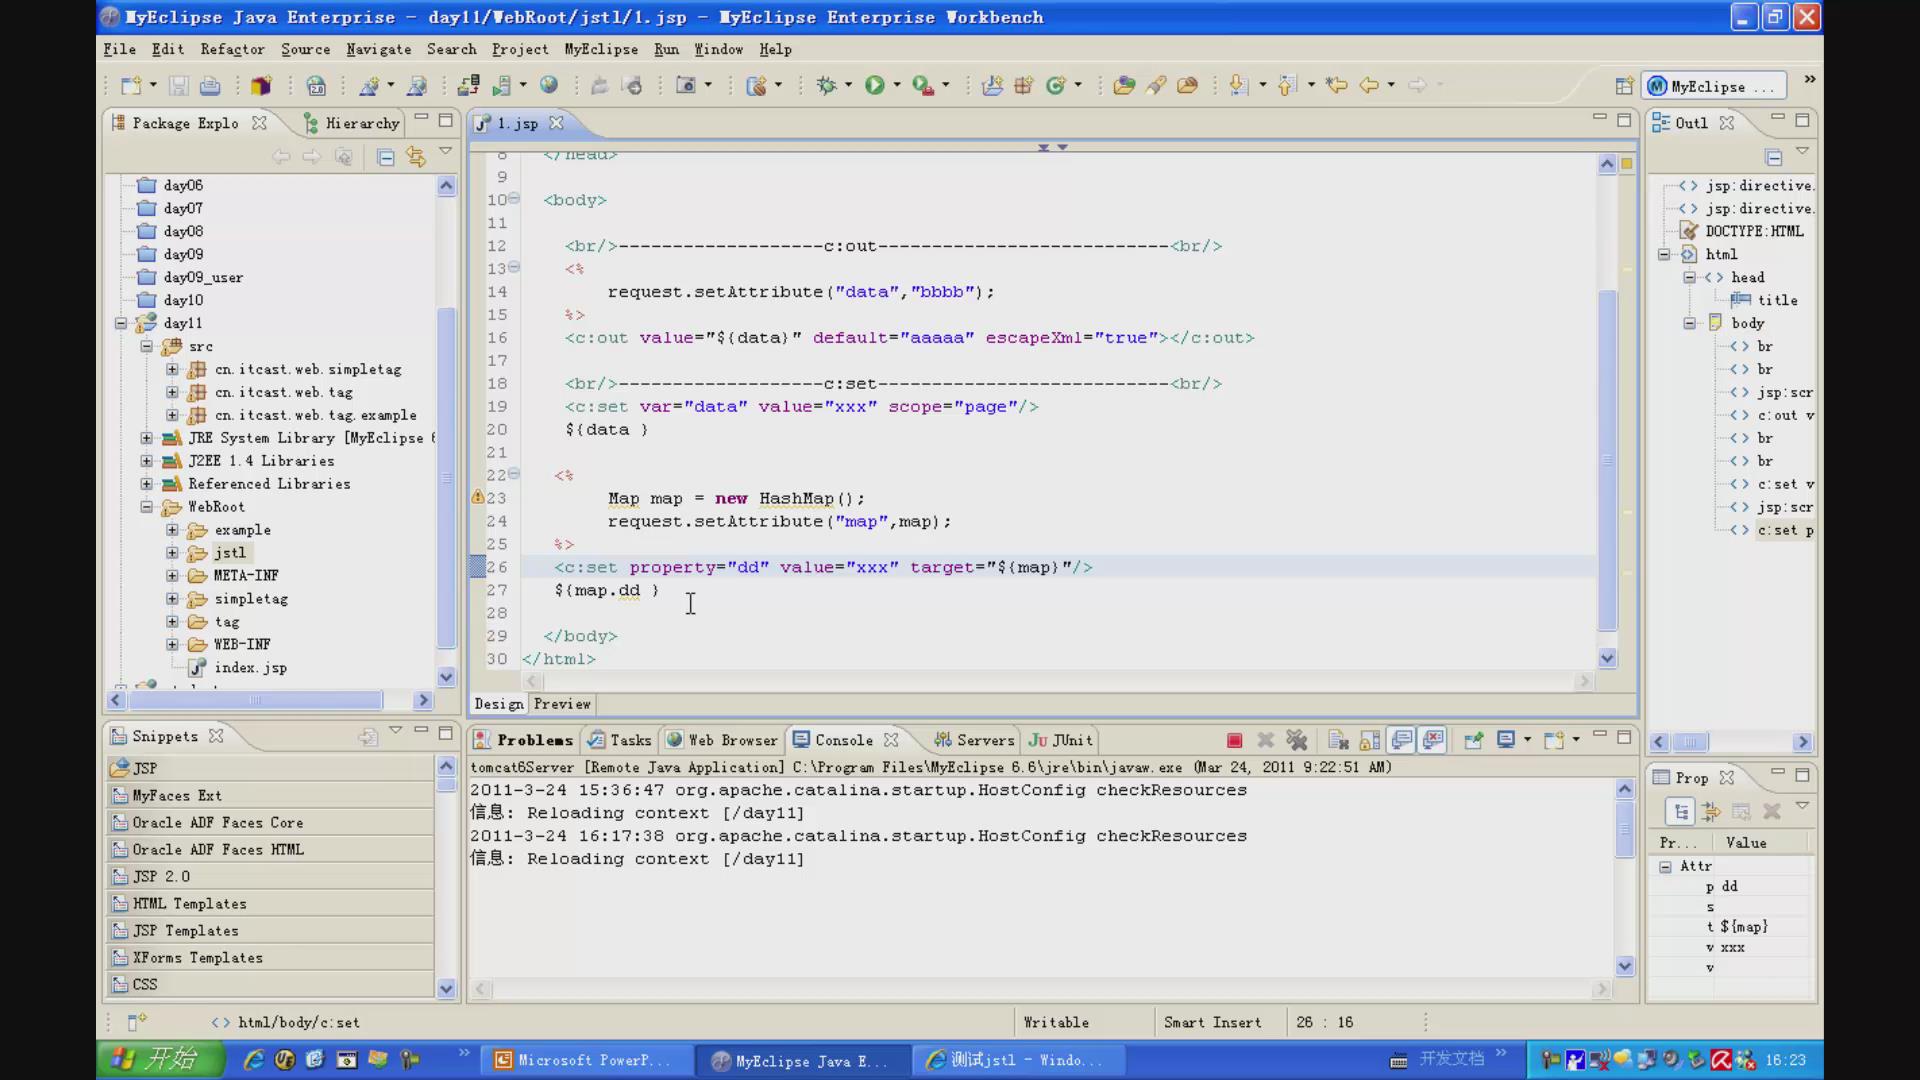 MyEclipse Java Enterprise - day11/WebRoot/jstl/1.jsp - MyEclipse Enterprise Workbench
File Edit Refactor Source Navigate Search Project MyEclipse Run Window Help
MyEclipse ...
Package Explo
Hierarchy
day06
day07
day08
day09
day09_user
day10
day11
src
cn.itcast.web.simpletag
cn.itcast.web.tag
cn.itcast.web.tag.example
JRE System Library [MyEclipse 6
J2EE 1.4 Libraries
Referenced Libraries
WebRoot
example
jstl
META-INF
simpletag
tag
WEB-INF
index.jsp
1.jsp
8 </head>
9
10 <body>
11
12 <br/>-------------------c:out---------------------------<br/>
13 <%
14 request.setAttribute("data","bbbb");
15 %>
16 <c:out value="${data}" default="aaaaa" escapeXml="true"></c:out>
17
18 <br/>-------------------c:set---------------------------<br/>
19 <c:set var="data" value="xxx" scope="page"/>
20 ${data }
21
22 <%
23 Map map = new HashMap();
24 request.setAttribute("map",map);
25 %>
26 <c:set property="dd" value="xxx" target="${map}"/>
27 ${map.dd }
28
29 </body>
30 </html>
Design Preview
Outl
jsp:directive.
jsp:directive.
DOCTYPE:HTML
html
head
title
body
br
br
jsp:scr
c:out v
br
br
c:set v
jsp:scr
c:set p
Snippets
JSP
MyFaces Ext
Oracle ADF Faces Core
Oracle ADF Faces HTML
JSP 2.0
HTML Templates
JSP Templates
XForms Templates
CSS
Problems Tasks Web Browser Console Servers JUnit
tomcat6Server [Remote Java Application] C:\Program Files\MyEclipse 6.6\jre\bin\javaw.exe (Mar 24, 2011 9:22:51 AM)
2011-3-24 15:36:47 org.apache.catalina.startup.HostConfig checkResources
信息: Reloading context [/day11]
2011-3-24 16:17:38 org.apache.catalina.startup.HostConfig checkResources
信息: Reloading context [/day11]
Prop
Pr... Value
Attr
p dd
s
t ${map}
v xxx
v
html/body/c:set
Writable
Smart Insert
26 : 16
开始
Microsoft PowerP...
MyEclipse Java E...
测试jstl - Windo...
开发文档
16:23